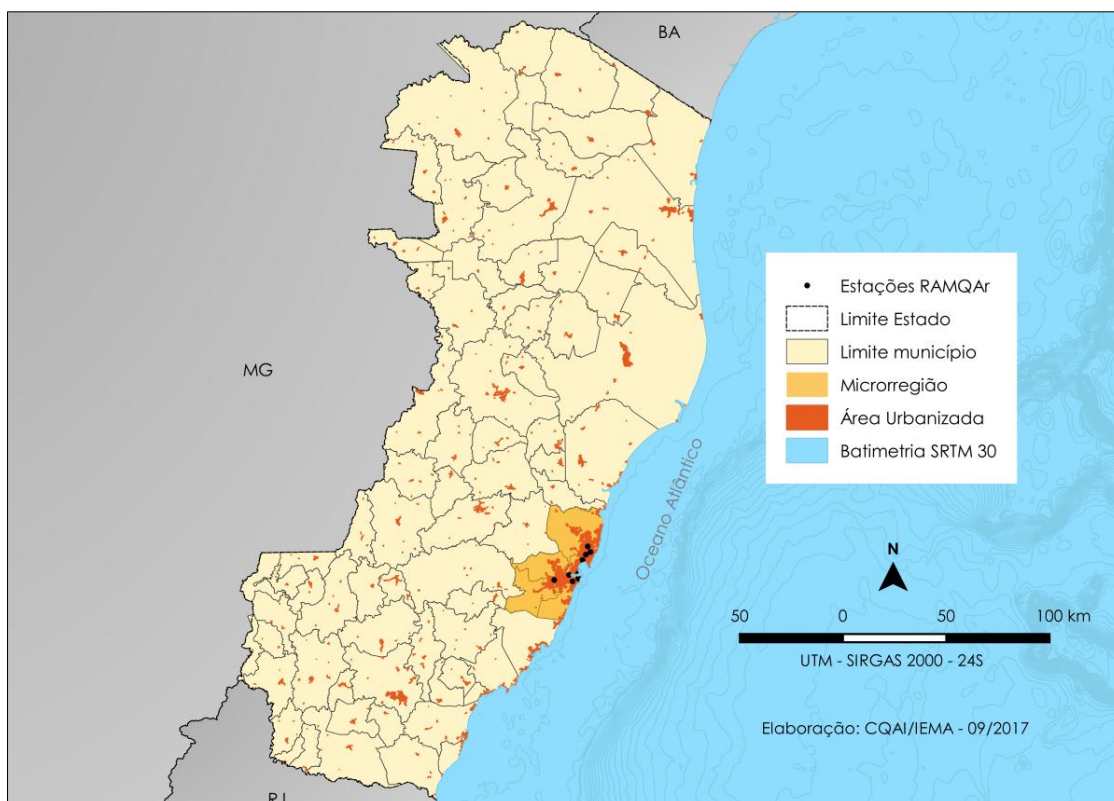 BA
MG
Estações RAMQAr
Limite Estado
Limite município
Microrregião
Área Urbanizada
Batimetria SRTM 30
Oceano Atlântico
N
50 0 50 100 km
UTM - SIRGAS 2000 - 24S
Elaboração: CQAI/IEMA - 09/2017
RJ